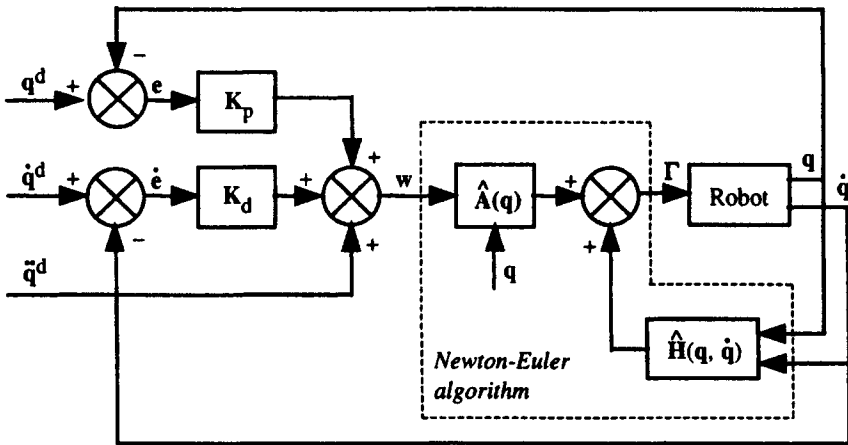 −
q^d + e K_p
+
q̇^d + ė K_d + w Â(q) + Γ Robot q q̇
−
+
+
q̈^d
q
Ĥ(q, q̇)
Newton-Euler
algorithm